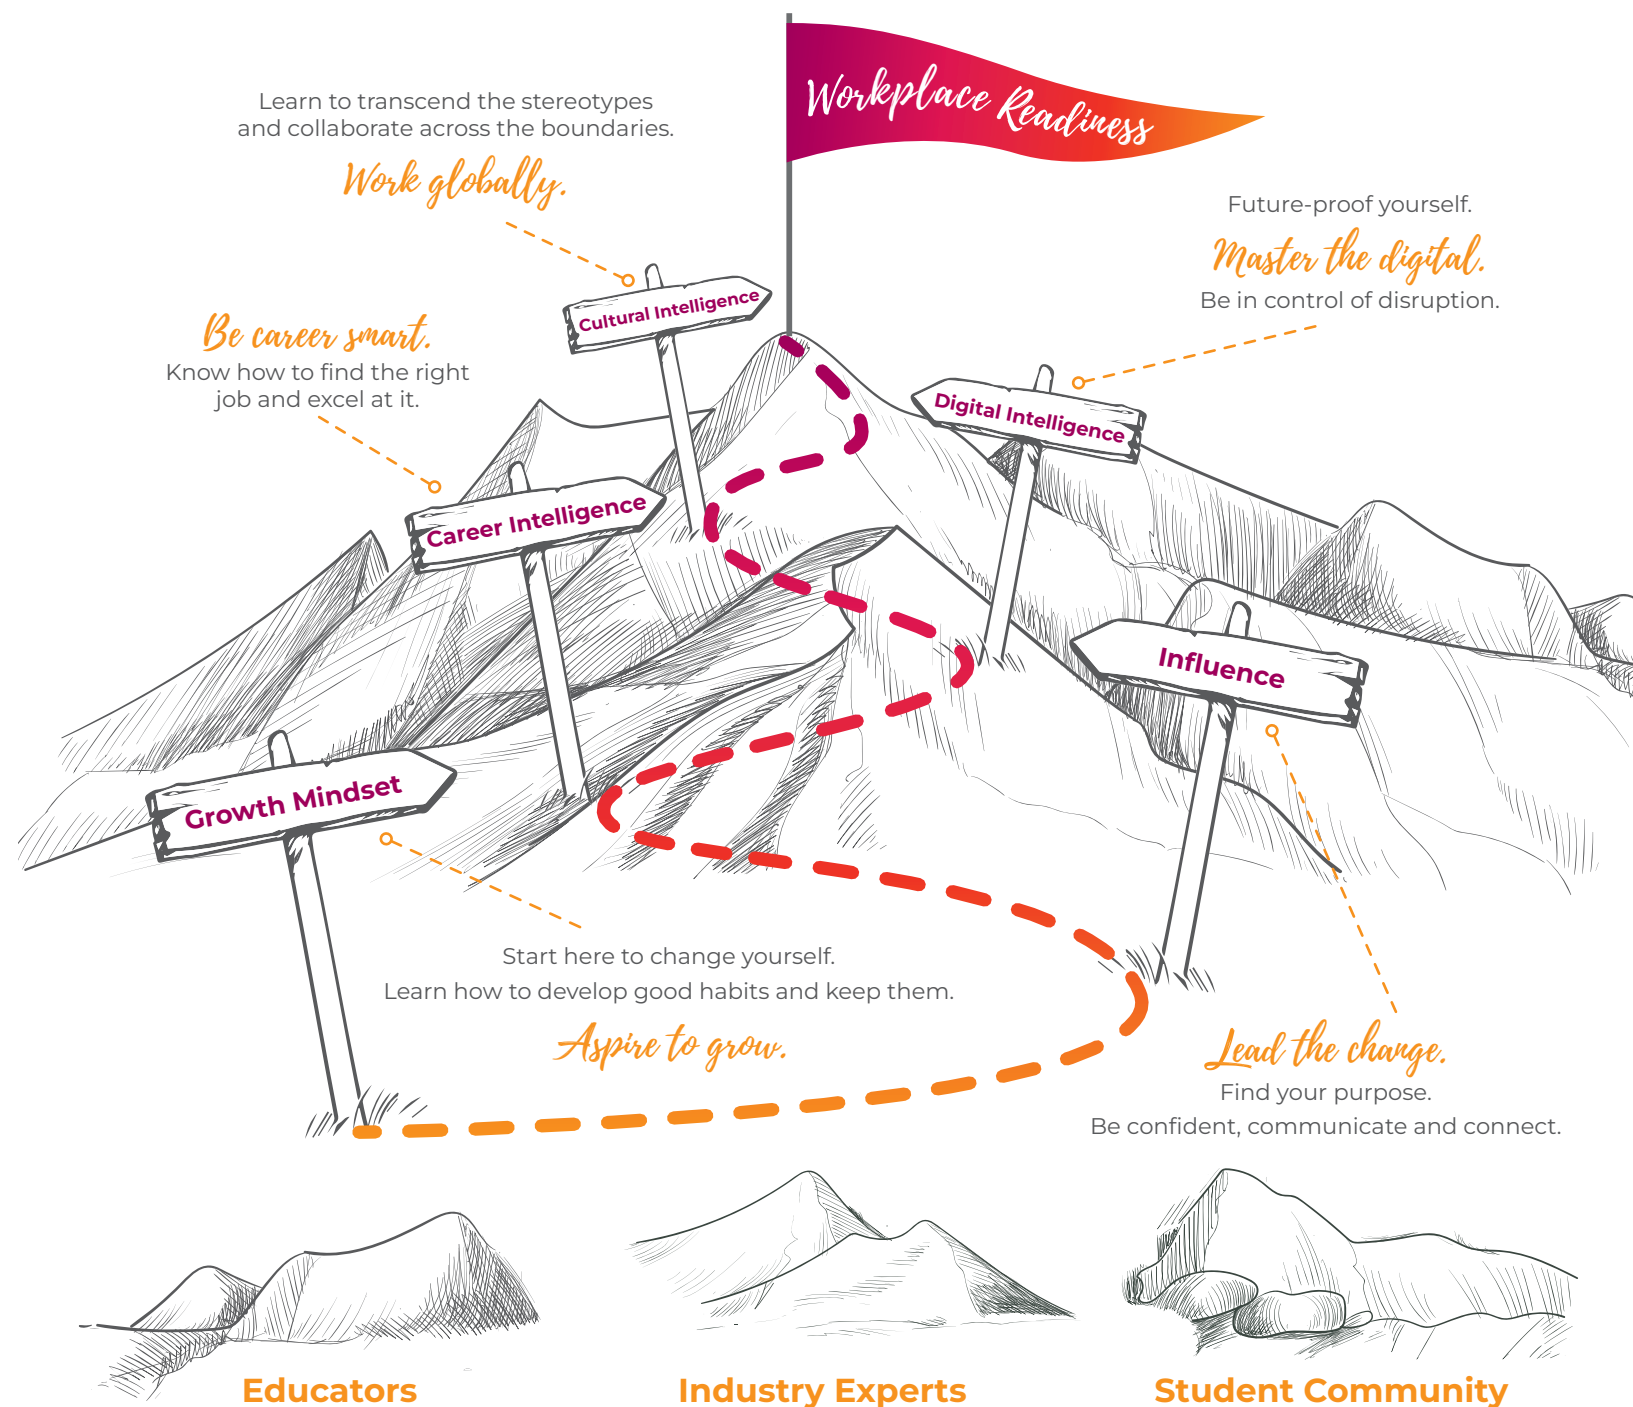 Workplace Readiness
Learn to transcend the stereotypes
and collaborate across the boundaries.
Work globally.
Future-proof yourself.
Master the digital.
Be in control of disruption.
Cultural Intelligence
Be career smart.
Know how to find the right
job and excel at it.
Digital Intelligence
Career Intelligence
Influence
Growth Mindset
Start here to change yourself.
Learn how to develop good habits and keep them.
Aspire to grow.
Lead the change.
Find your purpose.
Be confident, communicate and connect.
Educators
Industry Experts
Student Community